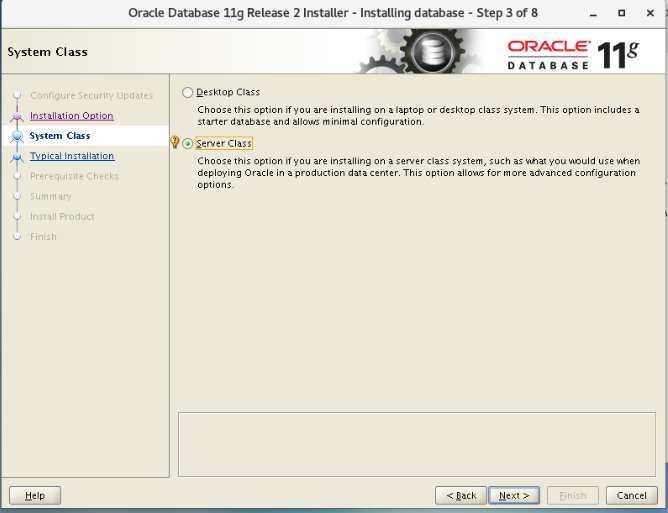 Oracle Database 11g Release 2 Installer - Installing database - Step 3 of 8
System Class
ORACLE
DATABASE
11g
Configure Security Updates
Installation Option
System Class
Typical Installation
Prerequisite Checks
Summary
Install Product
Finish
Desktop Class
Choose this option if you are installing on a laptop or desktop class system. This option includes a
starter database and allows minimal configuration.
Server Class
Choose this option if you are installing on a server class system, such as what you would use when
deploying Oracle in a production data center. This option allows for more advanced configuration
options.
Help
< Back
Next >
Finish
Cancel